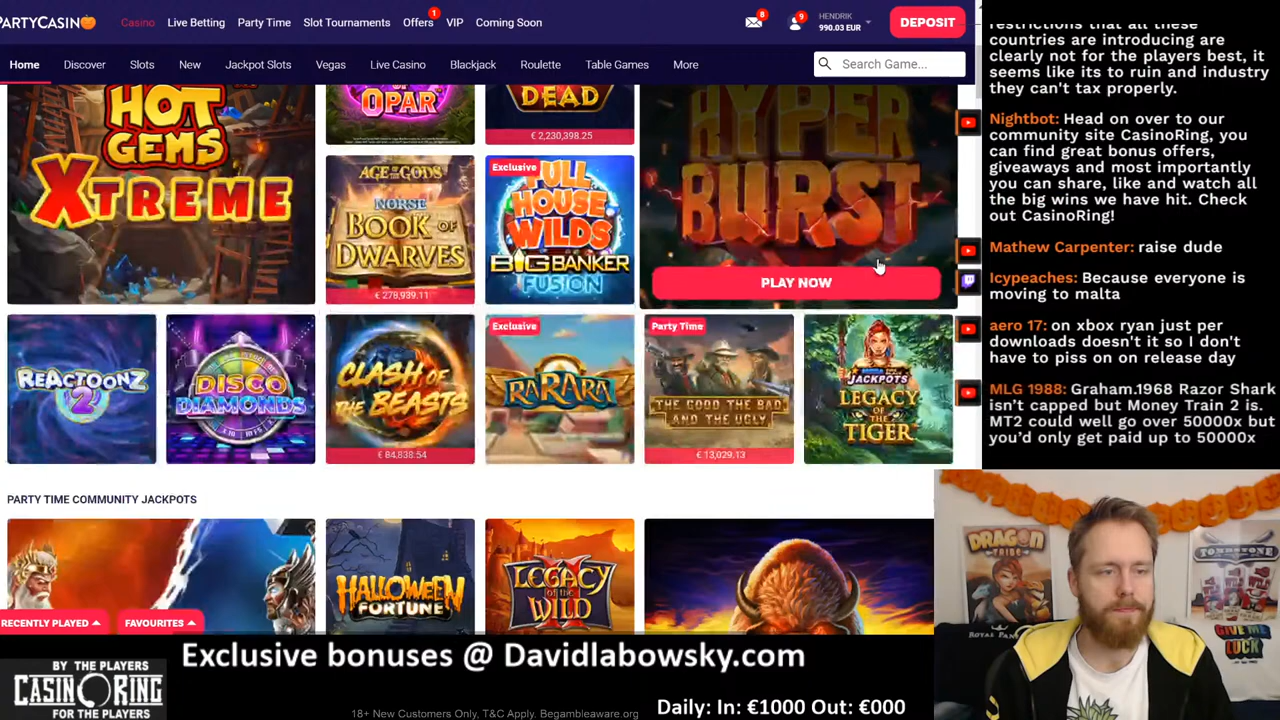 PARTYCASINO
Casino
Live Betting
Party Time
Slot Tournaments
Offers
1
VIP
Coming Soon
8
9
HENDRIK
990.03 EUR
DEPOSIT
Home
Discover
Slots
New
Jackpot Slots
Vegas
Live Casino
Blackjack
Roulette
Table Games
More
Search Game...
HOT
GEMS
XTREME
OPAR
DEAD
€ 2,230,398.25
HYPER
BURST
PLAY NOW
AGE OF THE GODS
NORSE
BOOK OF
DWARVES
€ 278,939.11
Exclusive
FULL
HOUSE
WILDS
BIG BANKER
FUSION
REACTOONZ
2
DISCO
DIAMONDS
CLASH OF
THE BEASTS
€ 84,838.54
Exclusive
RARARA
Party Time
THE GOOD THE BAD
AND THE UGLY
€ 13,029.13
JACKPOTS
LEGACY
OF THE
TIGER
PARTY TIME COMMUNITY JACKPOTS
HALLOWEEN
FORTUNE
LEGACY
OF THE
WILD
RECENTLY PLAYED
FAVOURITES
restrictions that all these
countries are introducing are
clearly not for the players best, it
seems like its to ruin and industry
they can't tax properly.
Nightbot: Head on over to our
community site CasinoRing, you
can find great bonus offers,
giveaways and most importantly
you can share, like and watch all
the big wins we have hit. Check
out CasinoRing!
Mathew Carpenter: raise dude
Icypeaches: Because everyone is
moving to malta
aero 17: on xbox ryan just per
downloads doesn't it so I don't
have to piss on on release day
MLG 1988: Graham.1968 Razor Shark
isn't capped but Money Train 2 is.
MT2 could well go over 50000x but
you'd only get paid up to 50000x
DRAGON
TRIBE
TOMBSTONE
GIVE ME
LUCK
BY THE PLAYERS
CASINO RING
FOR THE PLAYERS
Exclusive bonuses @ Davidlabowsky.com
18+ New Customers Only, T&C Apply. Begambleaware.org
Daily: In: €1000 Out: €000